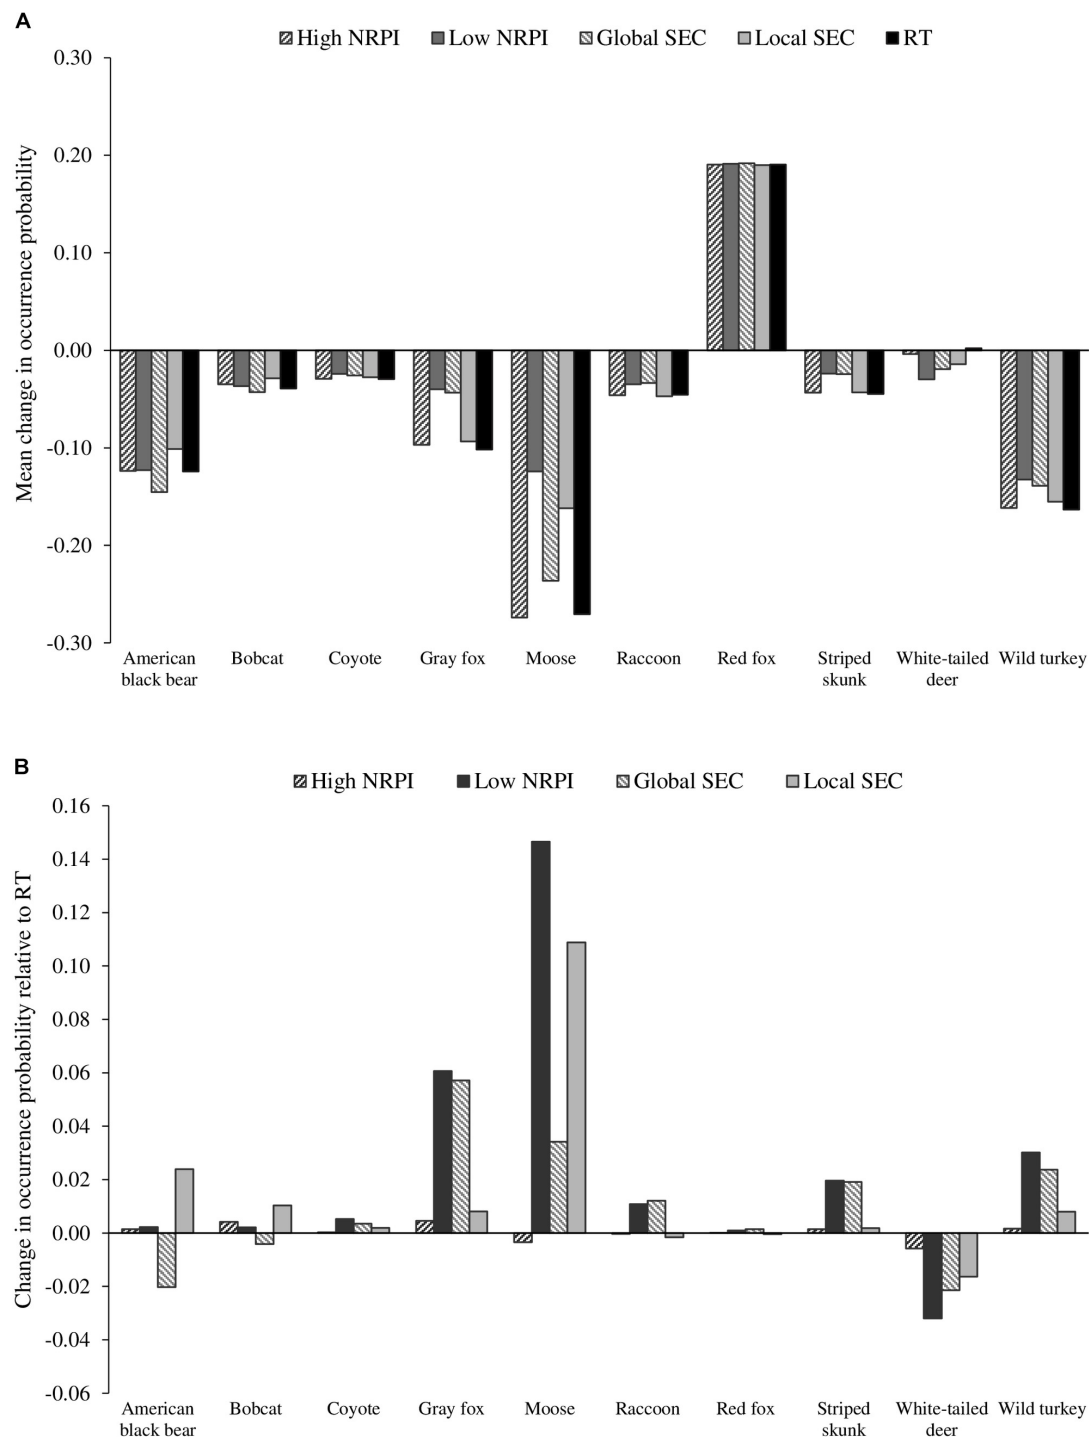 A
High NRPI Low NRPI Global SEC Local SEC RT
Mean change in occurrence probability
0.30
0.20
0.10
0.00
-0.10
-0.20
-0.30
American black bear Bobcat Coyote Gray fox Moose Raccoon Red fox Striped skunk White-tailed deer Wild turkey
B
High NRPI Low NRPI Global SEC Local SEC
Change in occurrence probability relative to RT
0.16
0.14
0.12
0.10
0.08
0.06
0.04
0.02
0.00
-0.02
-0.04
-0.06
American black bear Bobcat Coyote Gray fox Moose Raccoon Red fox Striped skunk White-tailed deer Wild turkey